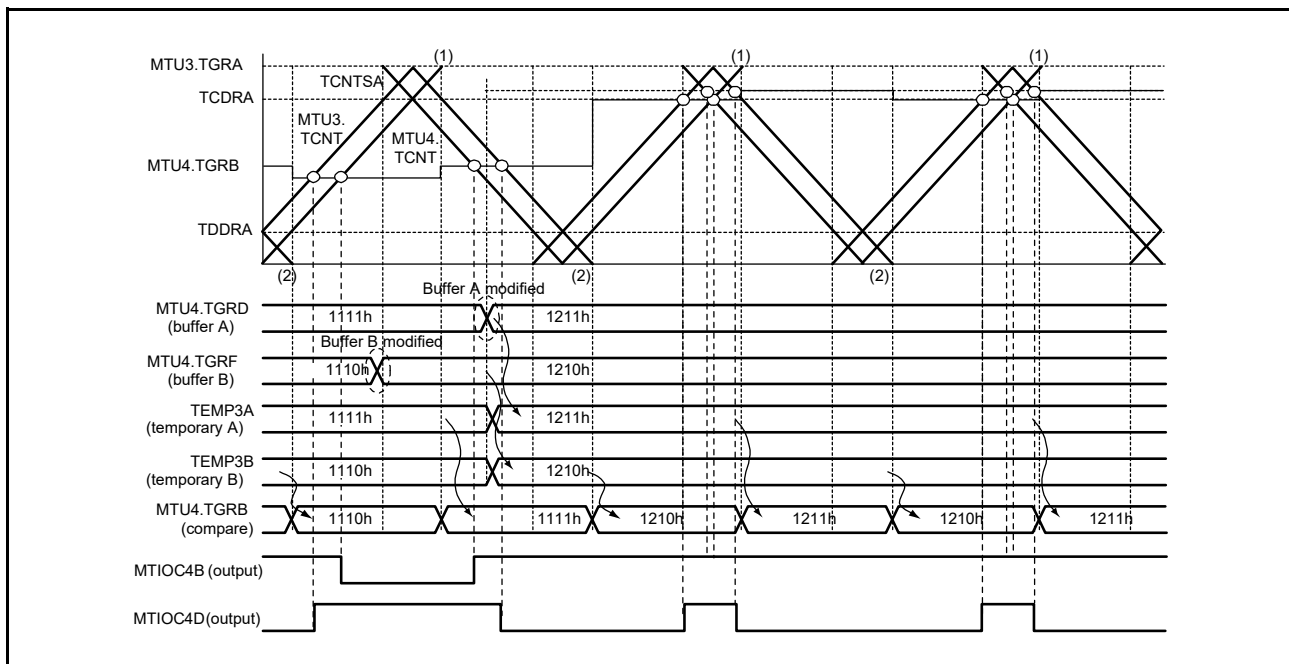 MTU3.TGRA
TCNTSA
(1)
(1)
(1)
TCDRA
MTU3.
TCNT
MTU4.
TCNT
MTU4.TGRB
TDDRA
(2)
(2)
(2)
Buffer A modified
MTU4.TGRD
(buffer A)
1111h
1211h
Buffer B modified
MTU4.TGRF
(buffer B)
1110h
1210h
TEMP3A
(temporary A)
1111h
1211h
TEMP3B
(temporary B)
1110h
1210h
MTU4.TGRB
(compare)
1110h
1111h
1210h
1211h
1210h
1211h
MTIOC4B (output)
MTIOC4D(output)